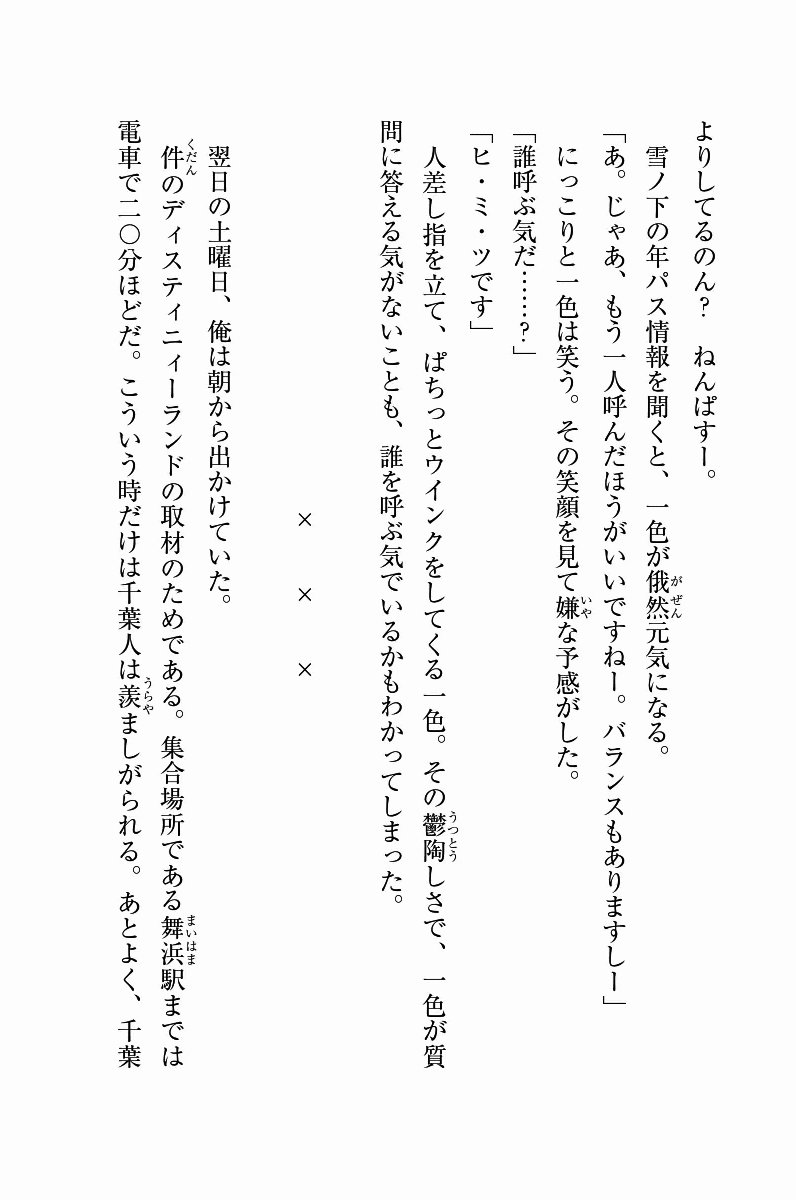 よりしてるのん？　ねんぱすー。
　雪ノ下の年パス情報を聞くと、一色が俄然元気になる。
「あ。じゃあ、もう一人呼んだほうがいいですねー。バランスもありますしー」
　にっこりと一色は笑う。その笑顔を見て嫌な予感がした。
「誰呼ぶ気だ……？」
「ヒ・ミ・ツです」
　人差し指を立て、ぱちっとウインクをしてくる一色。その鬱陶しさで、一色が質
問に答える気がないことも、誰を呼ぶ気でいるかもわかってしまった。
×　×　×
　翌日の土曜日、俺は朝から出かけていた。
　件のディスティニィーランドの取材のためである。集合場所である舞浜駅までは
電車で二〇分ほどだ。こういう時だけは千葉人は羨ましがられる。あとよく、千葉